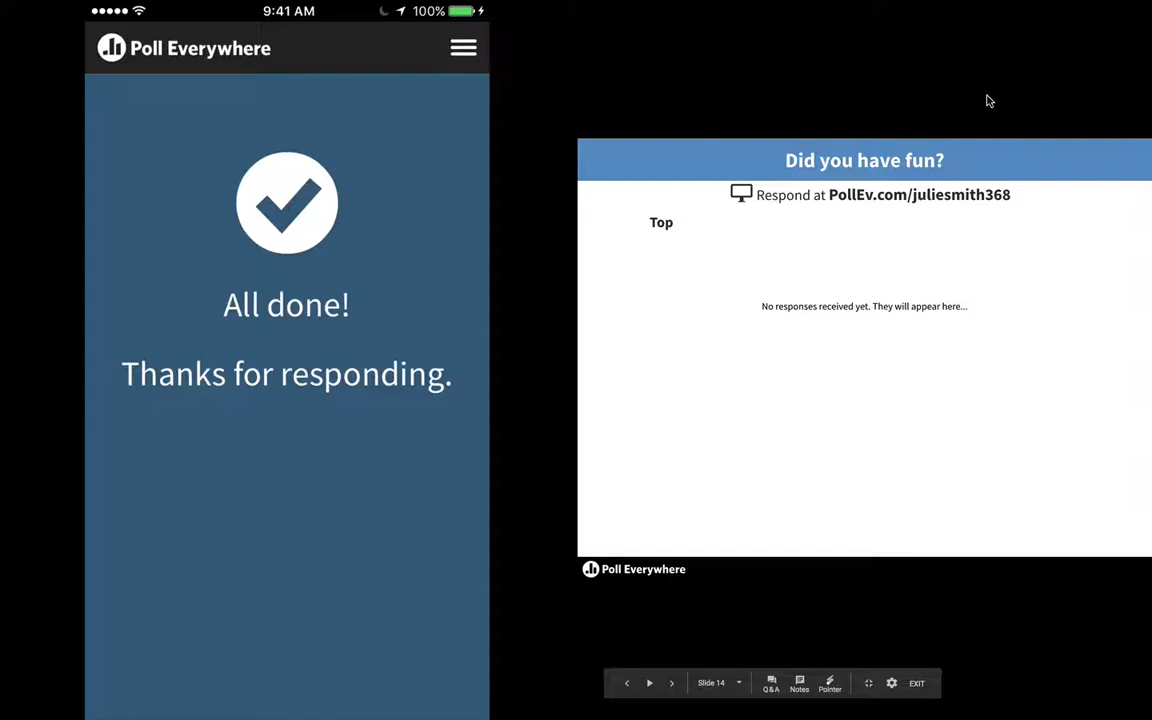 9:41 AM
100%
Poll Everywhere
All done!
Thanks for responding.
Did you have fun?
Respond at PollEv.com/juliesmith368
Top
No responses received yet. They will appear here...
Poll Everywhere
Slide 14
Q&A
Notes
Pointer
EXIT